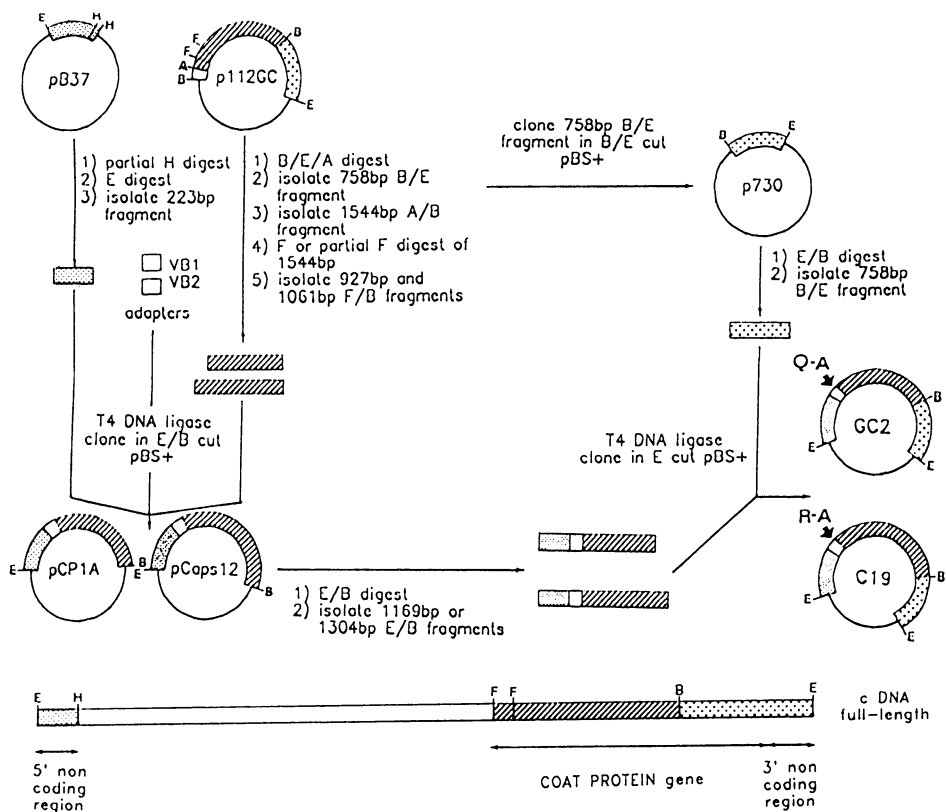 E
H
H
pB37
F
F
A
B
B
E
p112GC
1) partial H digest
2) E digest
3) isolate 223bp
fragment
VB1
VB2
adapters
1) B/E/A digest
2) isolate 758bp B/E
fragment
3) isolate 1544bp A/B
fragment
4) F or partial F digest of
1544bp
5) isolate 927bp and
1061bp F/B fragments
clone 758bp B/E
fragment in B/E cut
pBS+
B
E
p730
1) E/B digest
2) isolate 758bp
B/E fragment
T4 DNA ligase
clone in E/B cut
pBS+
T4 DNA ligase
clone in E cut pBS+
Q-A
B
GC2
E
E
R-A
B
C19
E
E
E
pCP1A
B
E
pCaps12
B
1) E/B digest
2) isolate 1169bp or
1304bp E/B fragments
E
H
F
F
B
E
c DNA
full-length
5' non
coding
region
COAT PROTEIN gene
3' non
coding
region